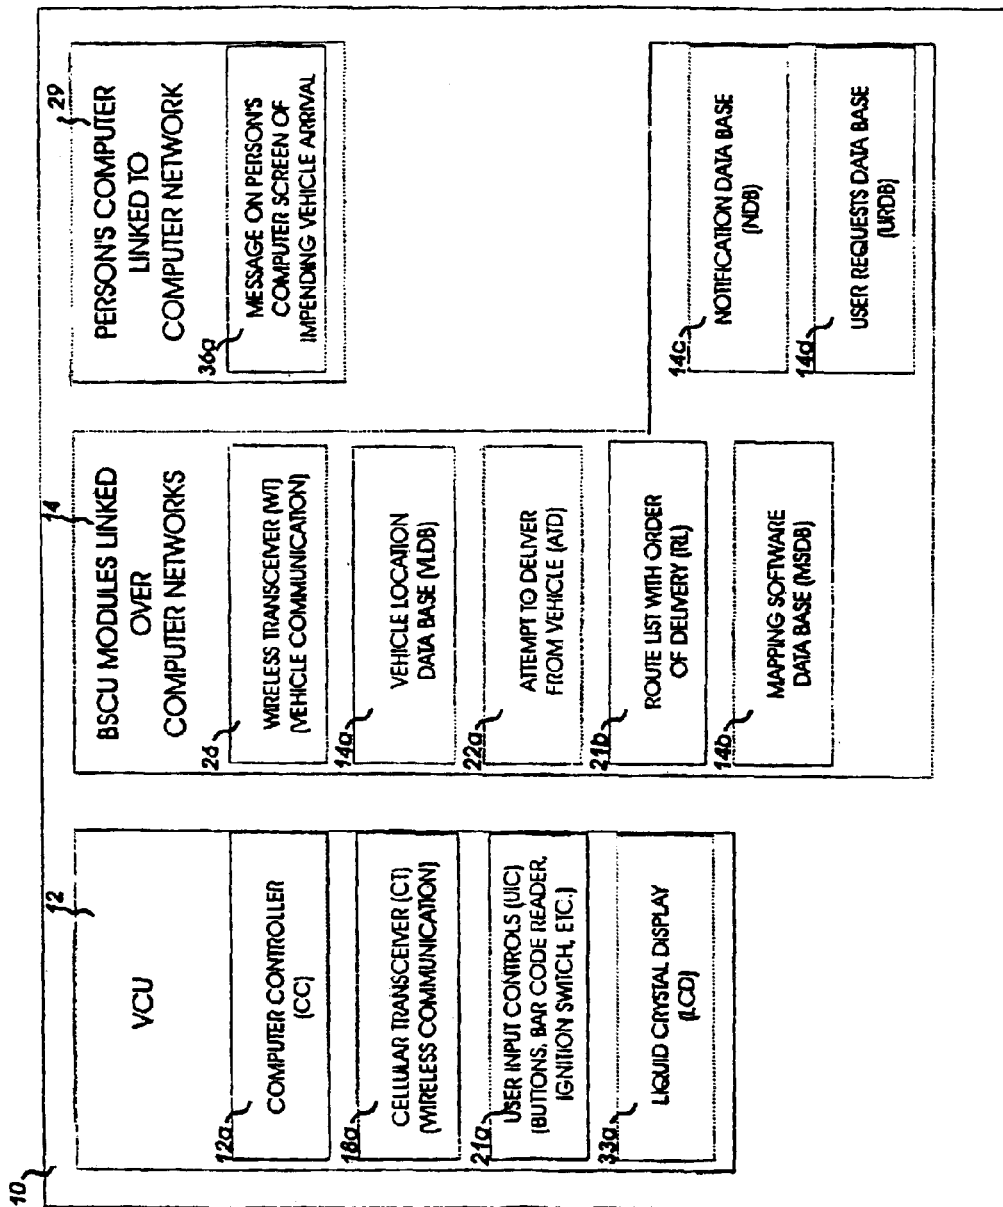 10
12
VCU
12a
COMPUTER CONTROLLER
(CC)
18a
CELLULAR TRANSCEIVER (CT)
(WIRELESS COMMUNICATION)
21a
USER INPUT CONTROLS (UIC)
(BUTTONS, BAR CODE READER,
IGNITION SWITCH, ETC.)
33a
LIQUID CRYSTAL DISPLAY
(LCD)
14
BSCU MODULES LINKED
OVER
COMPUTER NETWORKS
26
WIRELESS TRANSCEIVER (WT)
(VEHICLE COMMUNICATION)
14a
VEHICLE LOCATION
DATA BASE (VLDB)
22a
ATTEMPT TO DELIVER
FROM VEHICLE (ATD)
21b
ROUTE LIST WITH ORDER
OF DELIVERY (RL)
14b
MAPPING SOFTWARE
DATA BASE (MSDB)
14c
NOTIFICATION DATA BASE
(NDB)
14d
USER REQUESTS DATA BASE
(URDB)
29
PERSON'S COMPUTER
LINKED TO
COMPUTER NETWORK
36a
MESSAGE ON PERSON'S
COMPUTER SCREEN OF
IMPENDING VEHICLE ARRIVAL